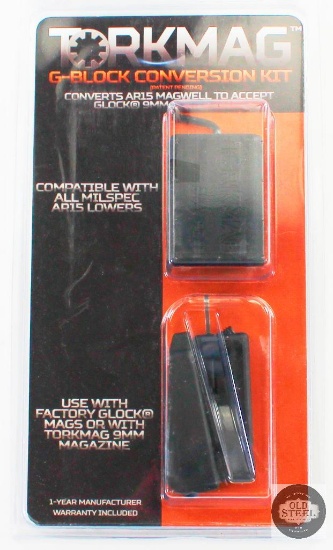 TORKMAG™
G-BLOCK CONVERSION KIT
(PATENT PENDING)
CONVERTS AR15 MAGWELL TO ACCEPT
GLOCK® 9MM
COMPATIBLE WITH
ALL MILSPEC
AR15 LOWERS
USE WITH
FACTORY GLOCK®
MAGS OR WITH
TORKMAG 9MM
MAGAZINE
1-YEAR MANUFACTURER
WARRANTY INCLUDED
OLD
STEEL